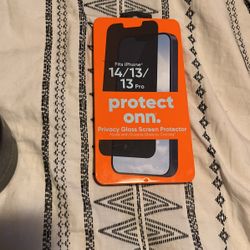 Fits iPhone®
14/13/
13 Pro
protect
onn.
Privacy Glass Screen Protector